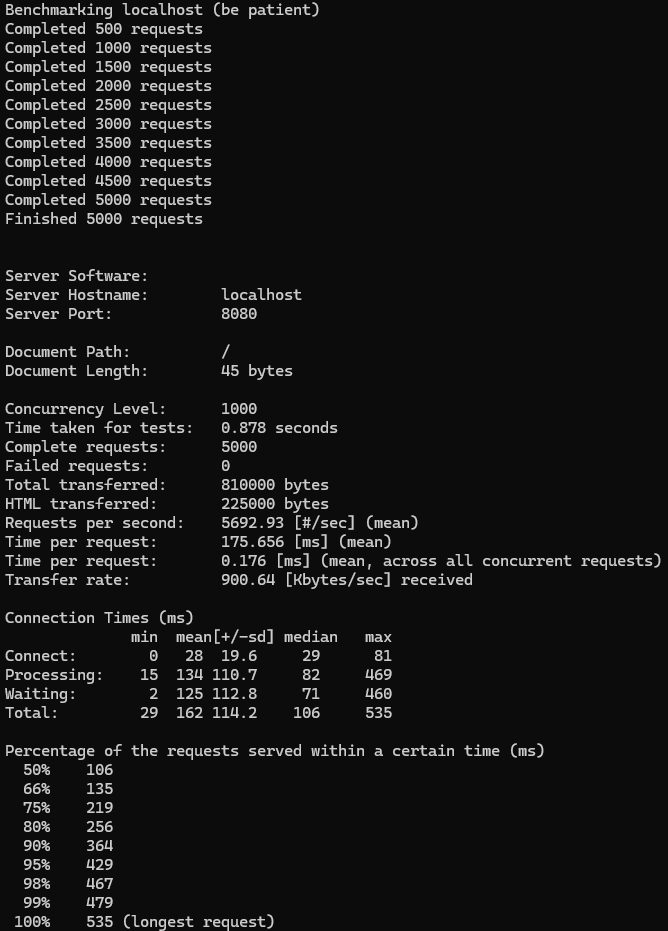 Benchmarking localhost (be patient)
Completed 500 requests
Completed 1000 requests
Completed 1500 requests
Completed 2000 requests
Completed 2500 requests
Completed 3000 requests
Completed 3500 requests
Completed 4000 requests
Completed 4500 requests
Completed 5000 requests
Finished 5000 requests
Server Software:
Server Hostname:        localhost
Server Port:            8080
Document Path:          /
Document Length:        45 bytes
Concurrency Level:      1000
Time taken for tests:   0.878 seconds
Complete requests:      5000
Failed requests:        0
Total transferred:      810000 bytes
HTML transferred:       225000 bytes
Requests per second:    5692.93 [#/sec] (mean)
Time per request:       175.656 [ms] (mean)
Time per request:       0.176 [ms] (mean, across all concurrent requests)
Transfer rate:          900.64 [Kbytes/sec] received
Connection Times (ms)
              min  mean[+/-sd] median   max
Connect:        0   28  19.6     29      81
Processing:    15  134 110.7     82     469
Waiting:        2  125 112.8     71     460
Total:         29  162 114.2    106     535
Percentage of the requests served within a certain time (ms)
  50%    106
  66%    135
  75%    219
  80%    256
  90%    364
  95%    429
  98%    467
  99%    479
 100%    535 (longest request)